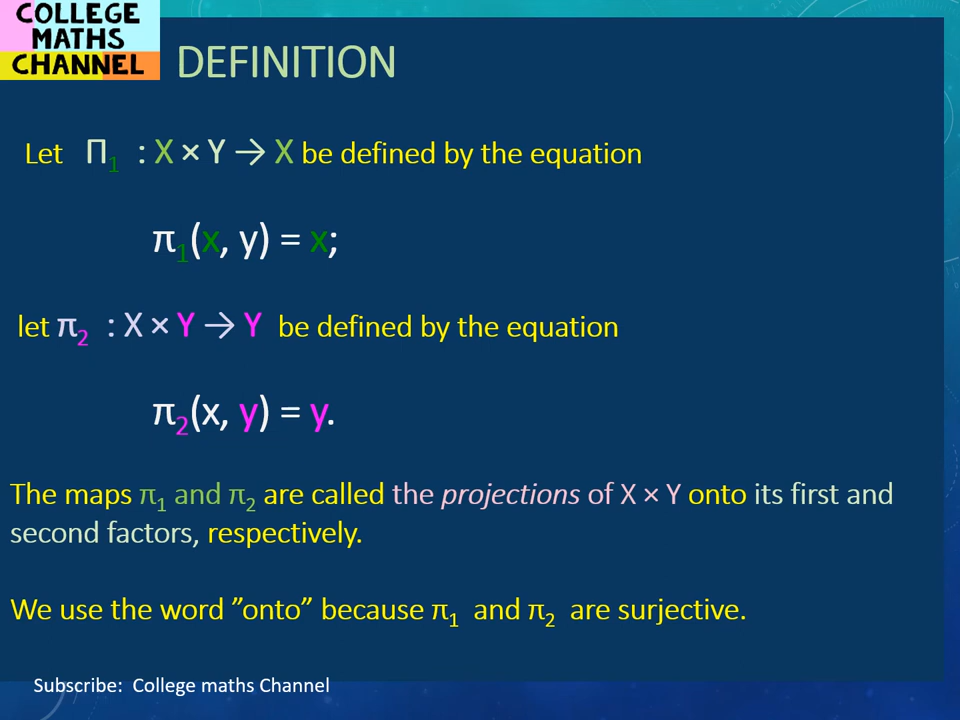 COLLEGE
MATHS
CHANNEL
DEFINITION
Let Π₁ : X × Y → X be defined by the equation
π₁(x, y) = x;
let π₂ : X × Y → Y be defined by the equation
π₂(x, y) = y.
The maps π₁ and π₂ are called the projections of X × Y onto its first and
second factors, respectively.
We use the word ”onto” because π₁ and π₂ are surjective.
Subscribe: College maths Channel